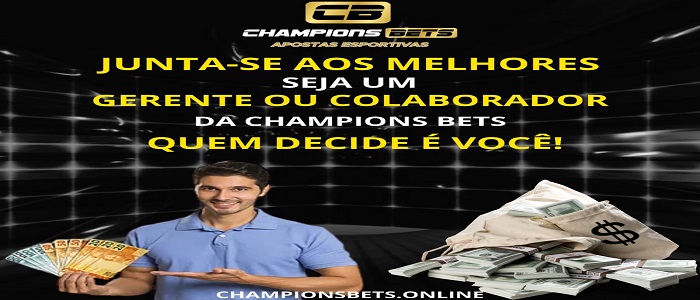 CB
CHAMPIONS BETS
APOSTAS ESPORTIVAS
JUNTA-SE AOS MELHORES
SEJA UM
GERENTE OU COLABORADOR
DA CHAMPIONS BETS
QUEM DECIDE É VOCÊ!
$
CHAMPIONSBETS.ONLINE